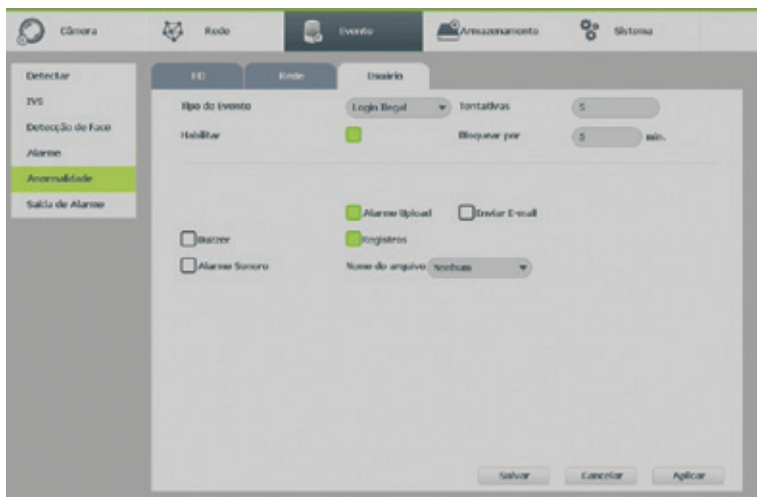 Câmera
Rede
Evento
Armazenamento
Sistema
Detectar
IVS
Detecção de Face
Alarme
Anormalidade
Saída de Alarme
HD
Rede
Usuário
Tipo do Evento
Login Ilegal
Tentativas
5
Habilitar
Bloquear por
5
min.
Alarme Upload
Enviar E-mail
Buzzer
Registros
Alarme Sonoro
Nome do arquivo
Nenhum
Salvar
Cancelar
Aplicar